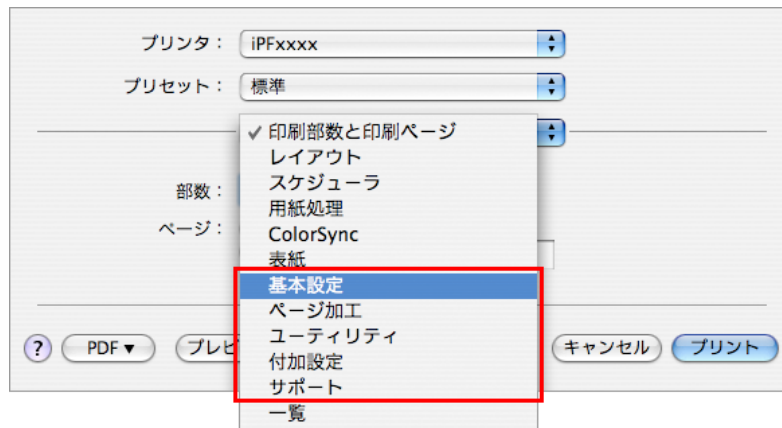 プリンタ： iPFxxxx
プリセット： 標準
✓ 印刷部数と印刷ページ
レイアウト
スケジューラ
部数：
用紙処理
ページ：
ColorSync
表紙
基本設定
ページ加工
ユーティリティ
? PDF▼ プレビ キャンセル プリント
付加設定
サポート
一覧